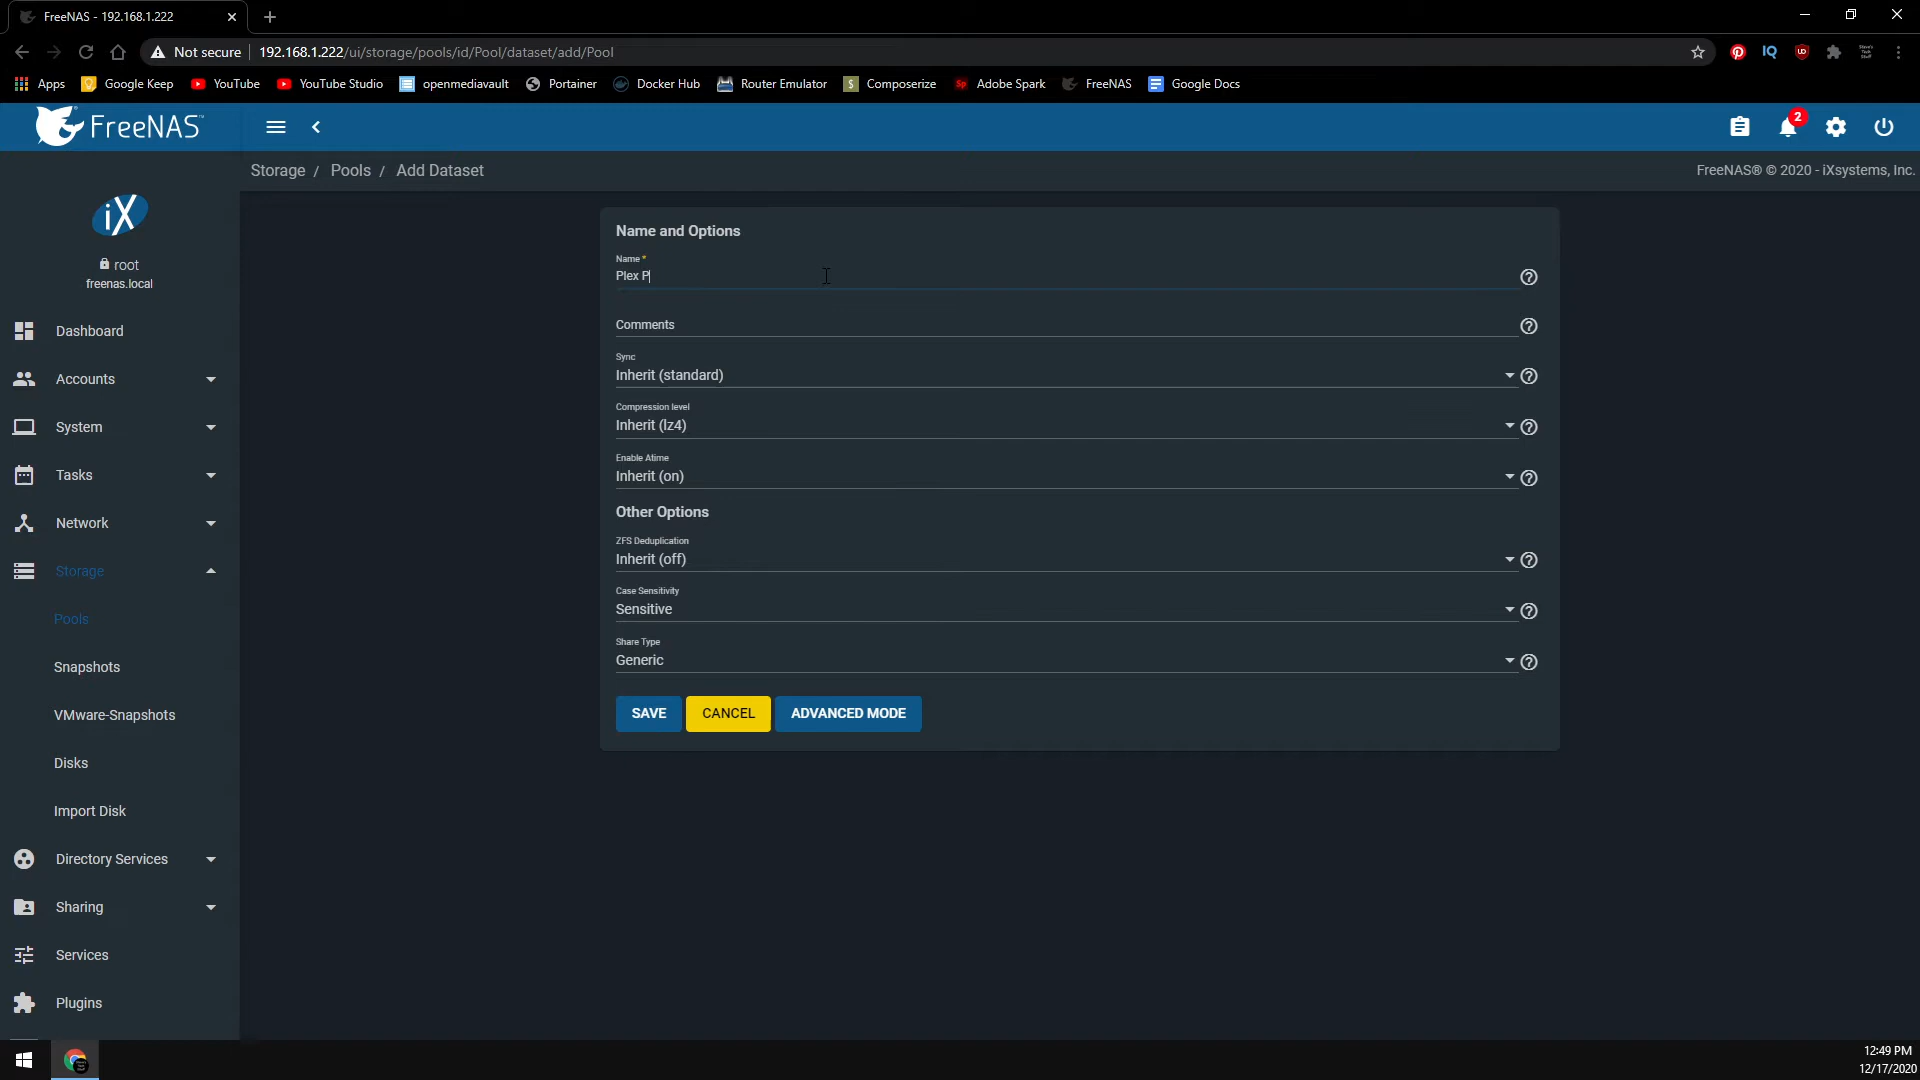 FreeNAS - 192.168.1.222
Not secure
192.168.1.222/ui/storage/pools/id/Pool/dataset/add/Pool
Apps
Google Keep
YouTube
YouTube Studio
openmediavault
Portainer
Docker Hub
Router Emulator
Composerize
Adobe Spark
FreeNAS
Google Docs
FreeNAS
2
Storage / Pools / Add Dataset
FreeNAS® © 2020 - iXsystems, Inc.
iX
root
freenas.local
Dashboard
Accounts
System
Tasks
Network
Storage
Pools
Snapshots
VMware-Snapshots
Disks
Import Disk
Directory Services
Sharing
Services
Plugins
Name and Options
Name *
Plex P
Comments
Sync
Inherit (standard)
Compression level
Inherit (lz4)
Enable Atime
Inherit (on)
Other Options
ZFS Deduplication
Inherit (off)
Case Sensitivity
Sensitive
Share Type
Generic
SAVE
CANCEL
ADVANCED MODE
12:49 PM
12/17/2020